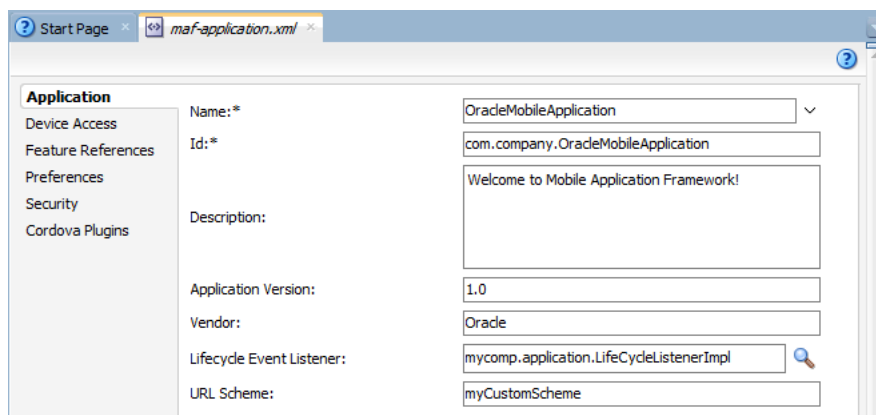 Start Page
maf-application.xml
Application
Device Access
Feature References
Preferences
Security
Cordova Plugins
Name:* OracleMobileApplication
Id:* com.company.OracleMobileApplication
Description: Welcome to Mobile Application Framework!
Application Version: 1.0
Vendor: Oracle
Lifecycle Event Listener: mycomp.application.LifeCycleListenerImpl
URL Scheme: myCustomScheme